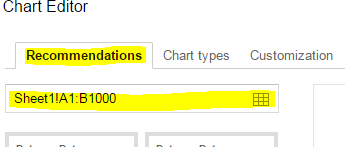 Chart Editor
Recommendations Chart types Customization
Sheet1!A1:B1000